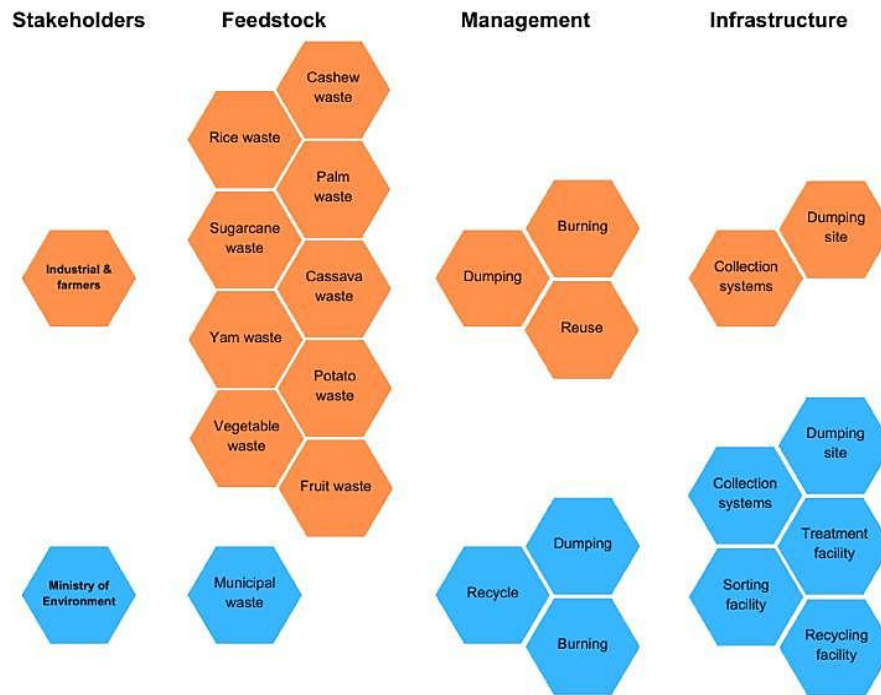 Stakeholders Feedstock Management Infrastructure
Cashew
waste
Rice waste
Palm
waste
Sugarcane
waste
Cassava
waste
Yam waste
Potato
waste
Vegetable
waste
Fruit waste
Industrial &
farmers
Burning
Dumping
Reuse
Dumping
site
Collection
systems
Ministry of
Environment
Municipal
waste
Dumping
Recycle
Burning
Dumping
site
Collection
systems
Treatment
facility
Sorting
facility
Recycling
facility